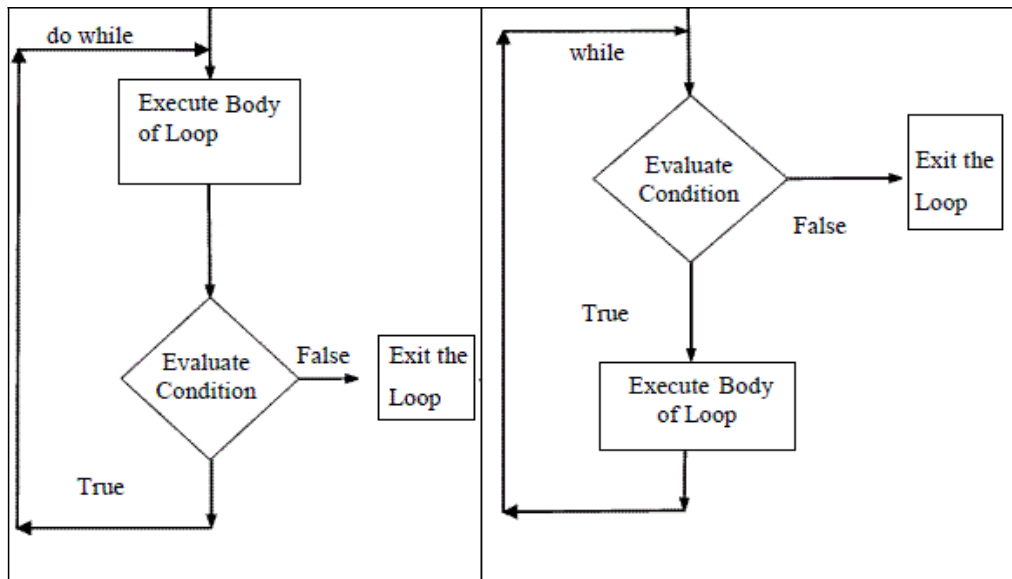 do while
Execute Body
of Loop
Evaluate
Condition
False
Exit the
Loop
True
while
Evaluate
Condition
Exit the
Loop
False
True
Execute Body
of Loop